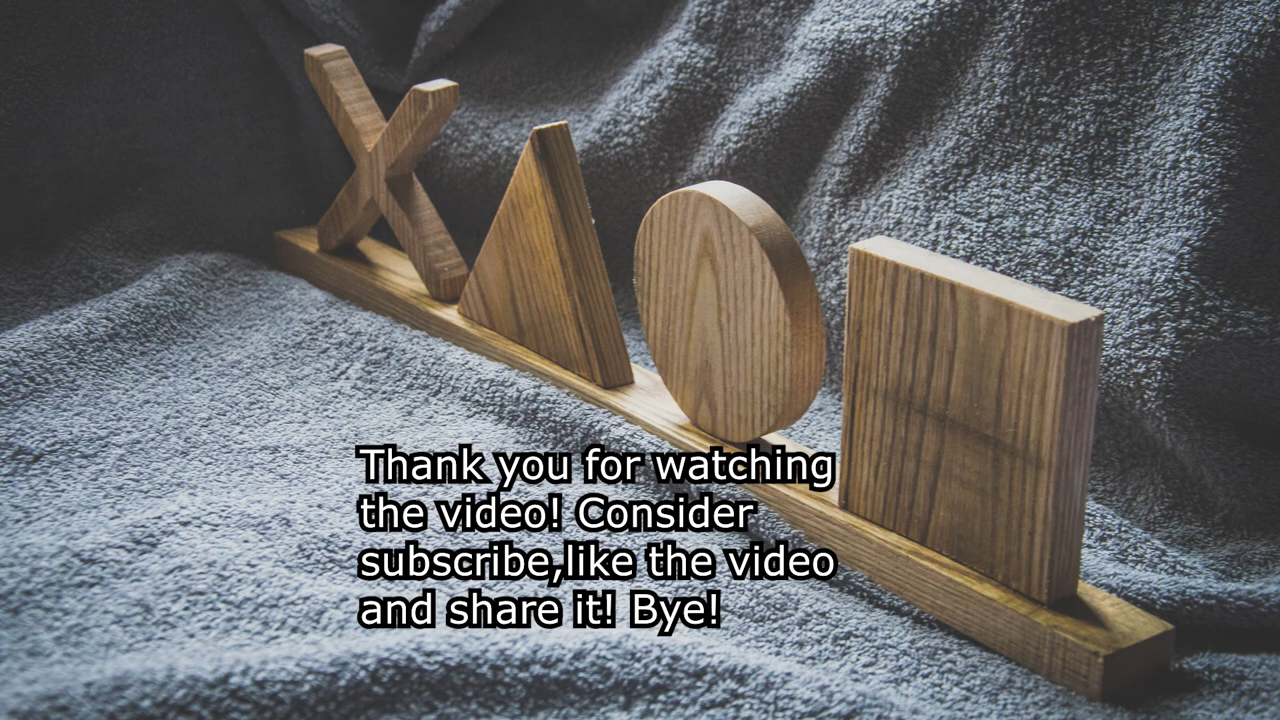 Thank you for watching
the video! Consider
subscribe,like the video
and share it! Bye!